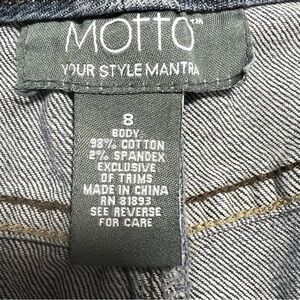 MOTTO™
YOUR STYLE MANTRA
8
BODY:
98% COTTON
2% SPANDEX
EXCLUSIVE
OF TRIMS
MADE IN CHINA
RN 81893
SEE REVERSE
FOR CARE